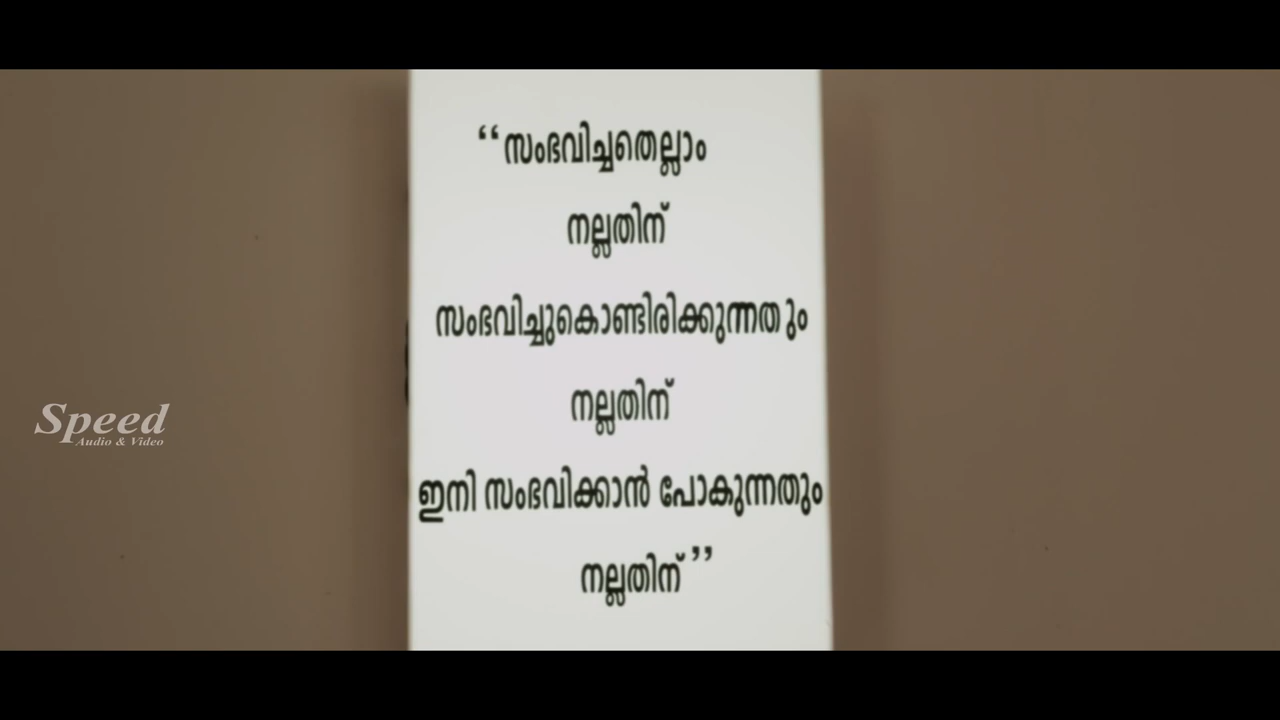 “സംഭവിച്ചതെല്ലാം
നല്ലതിന്
സംഭവിച്ചുകൊണ്ടിരിക്കുന്നതും
നല്ലതിന്
ഇനി സംഭവിക്കാൻ പോകുന്നതും
നല്ലതിന്”
Speed
Audio & Video